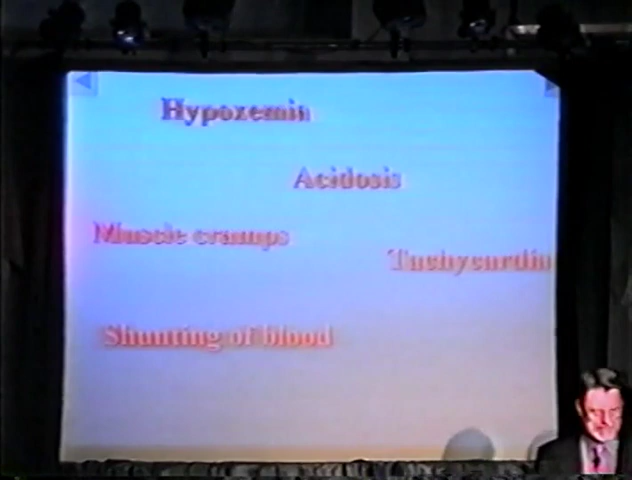 Hypoxemia
Acidosis
Muscle cramps
Tachycardia
Shunting of blood